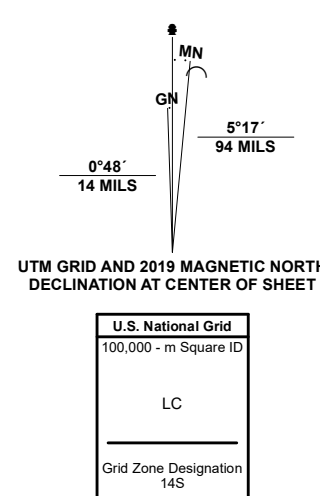 MN
GN
5°17´
94 MILS
0°48´
14 MILS
UTM GRID AND 2019 MAGNETIC NORTH
DECLINATION AT CENTER OF SHEET
U.S. National Grid
100,000 - m Square ID
LC
Grid Zone Designation
14S